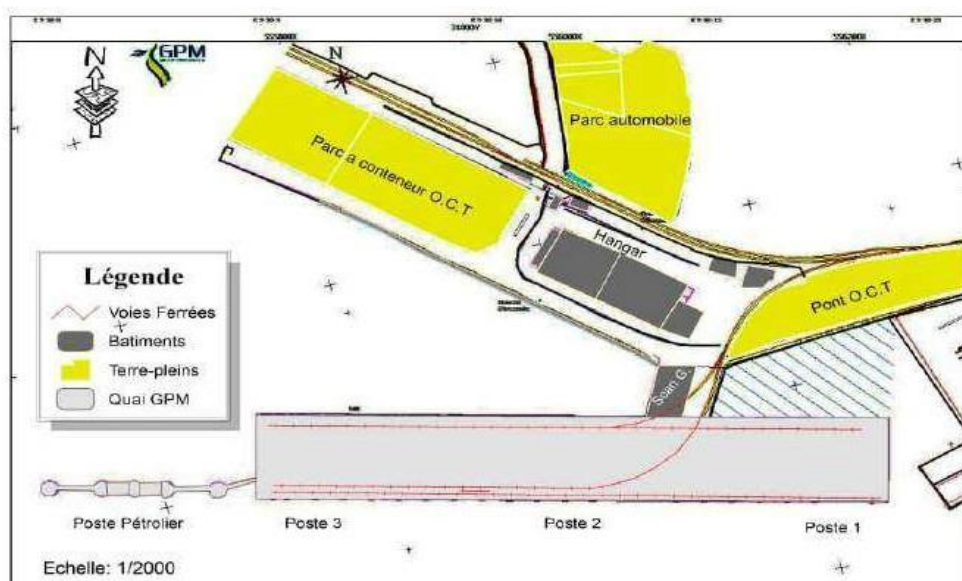 N
GPM
N
Parc automobile
Parc a conteneur O.C.T
Hangar
Pont O.C.T
Scan G.
Légende
Voies Ferrées
Batiments
Terre-pleins
Quai GPM
Poste Pétrolier
Poste 3
Poste 2
Poste 1
Echelle: 1/2000